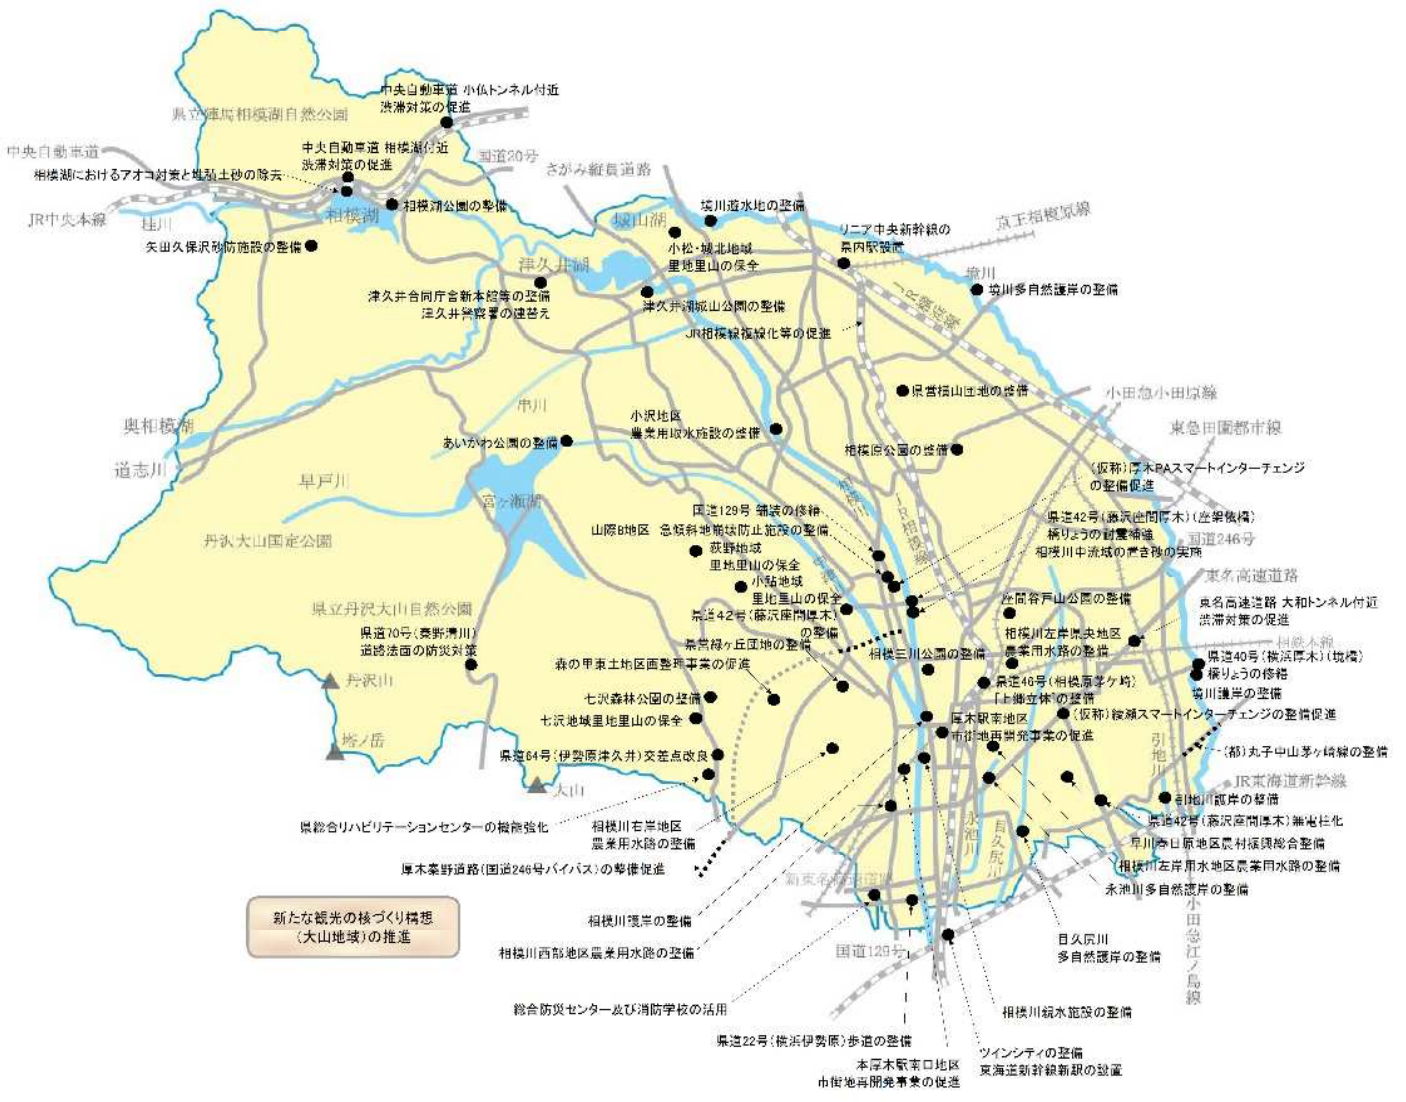 中央自動車道 小仏トンネル付近
渋滞対策の促進
県立陣馬相模湖自然公園
中央自動車道
中央自動車道 相模湖付近
渋滞対策の促進
国道20号
さがみ縦貫道路
相模湖におけるアオコ対策と堆積土砂の除去
JR中央本線
桂川
相模湖
相模湖公園の整備
矢田久保沢砂防施設の整備
城山湖
境川遊水地の整備
小松・城北地域
里地里山の保全
リニア中央新幹線の
県内駅設置
京王相模原線
境川
境川多自然護岸の整備
津久井湖
津久井合同庁舎新本館等の整備
津久井警察署の建替え
津久井湖城山公園の整備
JR横浜線
JR相模線複線化等の促進
県営横山団地の整備
小田急小田原線
串川
小沢地区
農業用取水施設の整備
奥相模湖
道志川
あいかわ公園の整備
相模原公園の整備
東急田園都市線
早戸川
宮ヶ瀬湖
相模川
JR相模線
(仮称)厚木PAスマートインターチェンジ
の整備促進
国道129号 舗装の修繕
山際B地区 急傾斜地崩壊防止施設の整備
県道42号(藤沢座間厚木)(座架依橋)
橋りょうの耐震補強
相模川中流域の置き砂の実施
国道246号
丹沢大山国定公園
荻野地域
里地里山の保全
中津川
小鮎地域
里地里山の保全
東名高速道路
東名高速道路 大和トンネル付近
渋滞対策の促進
県立丹沢大山自然公園
県道70号(秦野清川)
道路法面の防災対策
県道42号(藤沢座間厚木)
の整備
座間谷戸山公園の整備
相模川左岸県央地区
農業用水路の整備
相鉄本線
県営緑ヶ丘団地の整備
相模三川公園の整備
県道40号(横浜厚木)(境橋)
橋りょうの修繕
境川護岸の整備
森の里東土地区画整理事業の促進
丹沢山
県道46号(相模原茅ケ崎)
「上郷立体」の整備
七沢森林公園の整備
七沢地域里地里山の保全
厚木駅南地区
市街地再開発事業の促進
(仮称)綾瀬スマートインターチェンジの整備促進
塔ノ岳
県道64号(伊勢原津久井)交差点改良
引地川
(都)丸子中山茅ヶ崎線の整備
大山
JR東海道新幹線
引地川護岸の整備
県総合リハビリテーションセンターの機能強化
相模川右岸地区
農業用水路の整備
永池川
目久尻川
県道42号(藤沢座間厚木)無電柱化
早川春日原地区農村振興総合整備
相模川左岸用水地区農業用水路の整備
厚木秦野道路(国道246号バイパス)の整備促進
新東名高速道路
永池川多自然護岸の整備
新たな観光の核づくり構想
(大山地域)の推進
相模川護岸の整備
小田急江ノ島線
国道129号
目久尻川
多自然護岸の整備
相模川西部地区農業用水路の整備
総合防災センター及び消防学校の活用
相模川親水施設の整備
県道22号(横浜伊勢原)歩道の整備
ツインシティの整備
東海道新幹線新駅の設置
本厚木駅南口地区
市街地再開発事業の促進